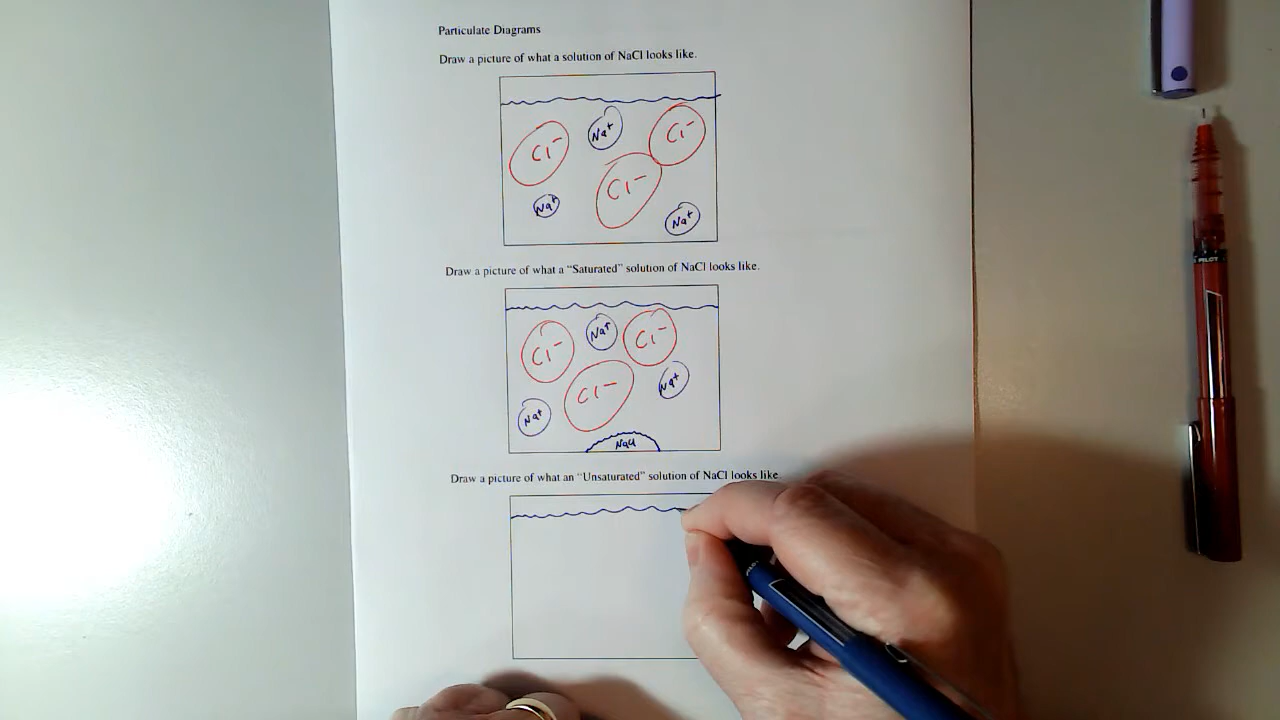 Particulate Diagrams
Draw a picture of what a solution of NaCl looks like.
Na⁺
Cl⁻
Cl⁻
Cl⁻
Na⁺
Na⁺
Draw a picture of what a “Saturated” solution of NaCl looks like.
Na⁺
Cl⁻
Cl⁻
Na⁺
Cl⁻
Na⁺
NaCl
Draw a picture of what an “Unsaturated” solution of NaCl looks like.
PILOT